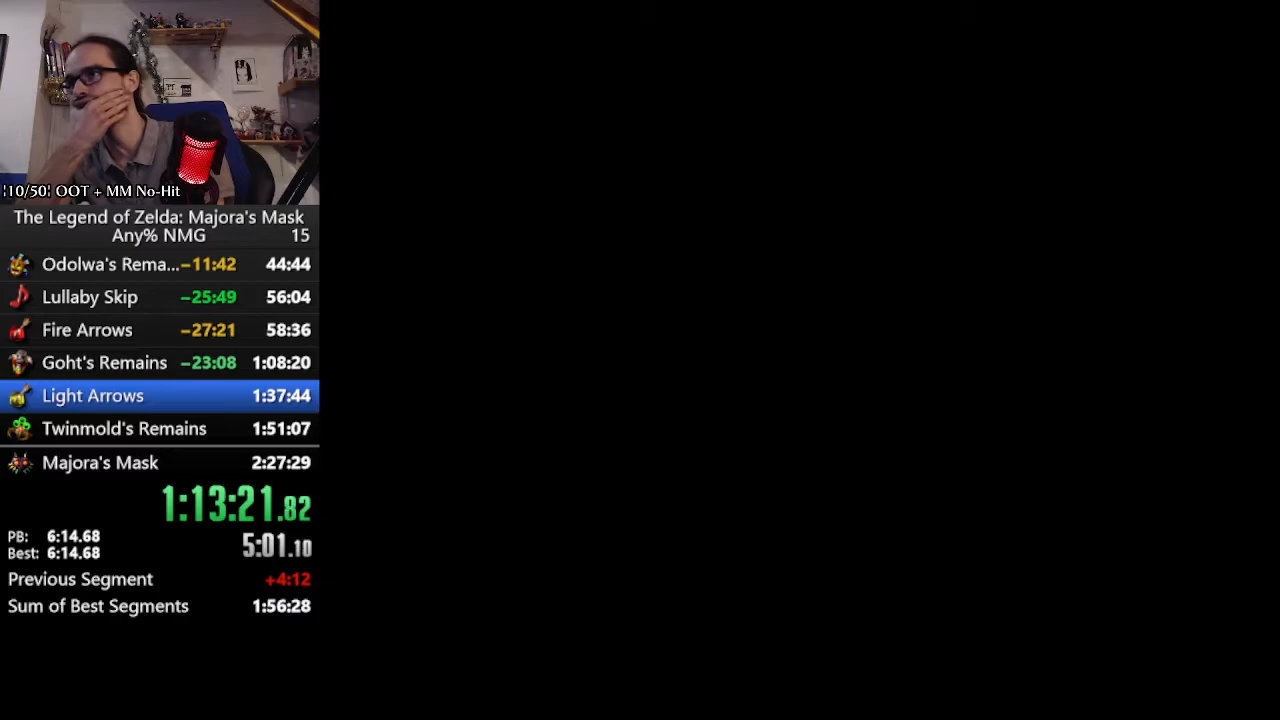 ¦10/50¦ OOT + MM No-Hit
The Legend of Zelda: Majora's Mask
Any% NMG 15
Odolwa's Rema... −11:42 44:44
Lullaby Skip −25:49 56:04
Fire Arrows −27:21 58:36
Goht's Remains −23:08 1:08:20
Light Arrows 1:37:44
Twinmold's Remains 1:51:07
Majora's Mask 2:27:29
1:13:21.82
PB: 6:14.68
Best: 6:14.68
5:01.10
Previous Segment +4:12
Sum of Best Segments 1:56:28